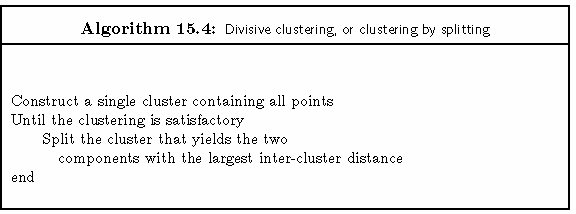 Algorithm 15.4: Divisive clustering, or clustering by splitting
Construct a single cluster containing all points
Until the clustering is satisfactory
Split the cluster that yields the two
components with the largest inter-cluster distance
end